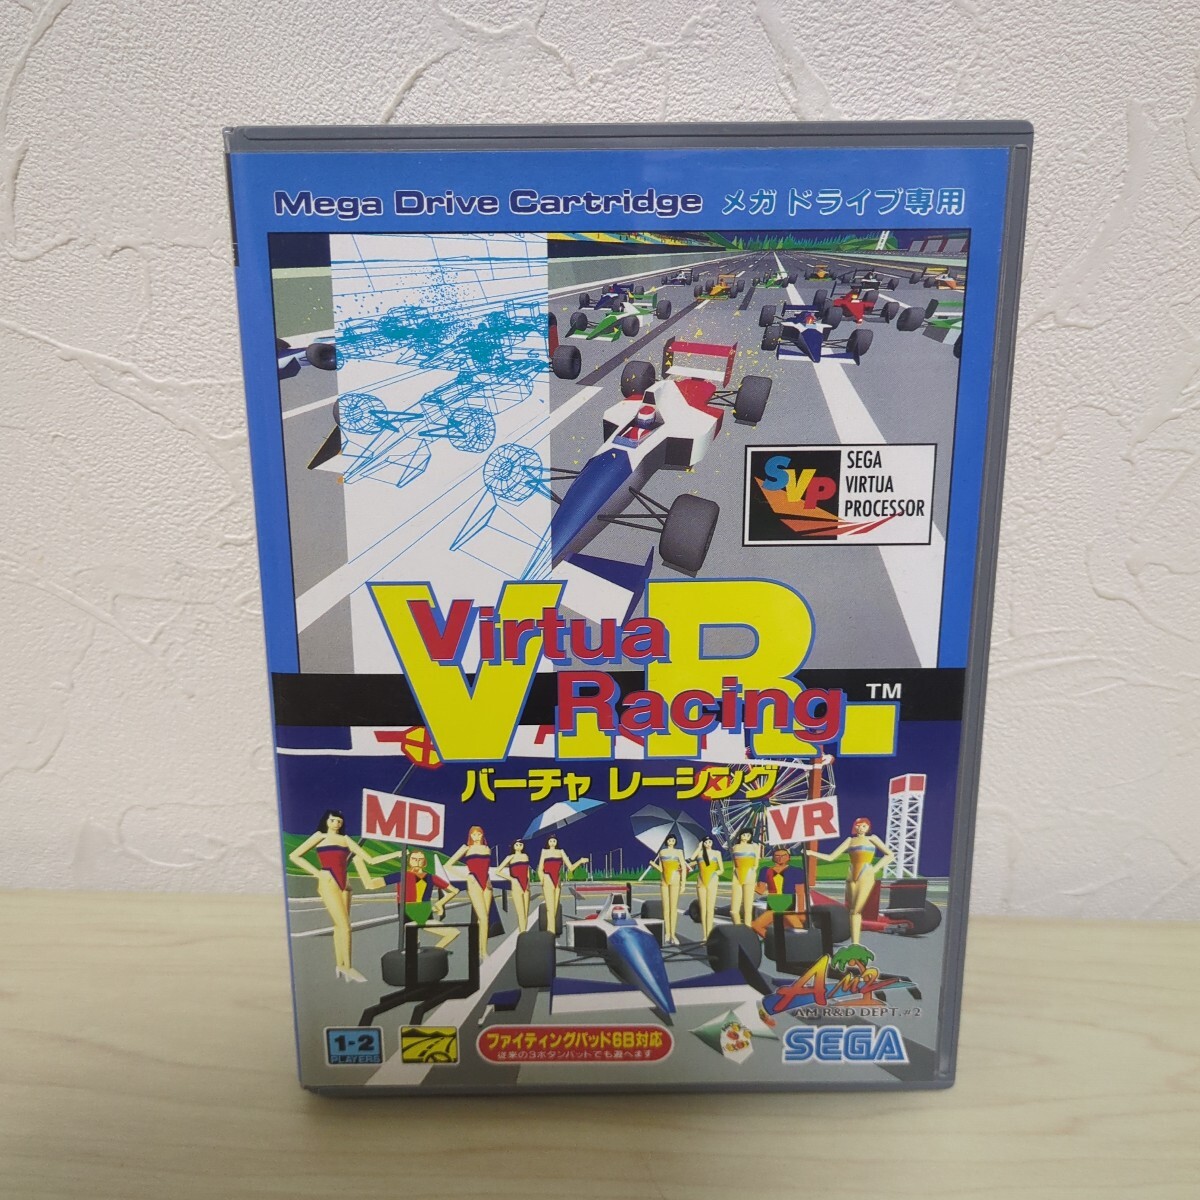 Mega Drive Cartridge メガドライブ専用
SVP
SEGA
VIRTUA
PROCESSOR
V.R.
Virtua
Racing
TM
バーチャ レーシング
MD
VR
AM2
AM R&D DEPT. #2
1-2
PLAYERS
ファイティングパッド6B対応
従来の3ボタンパットでも遊べます
SEGA